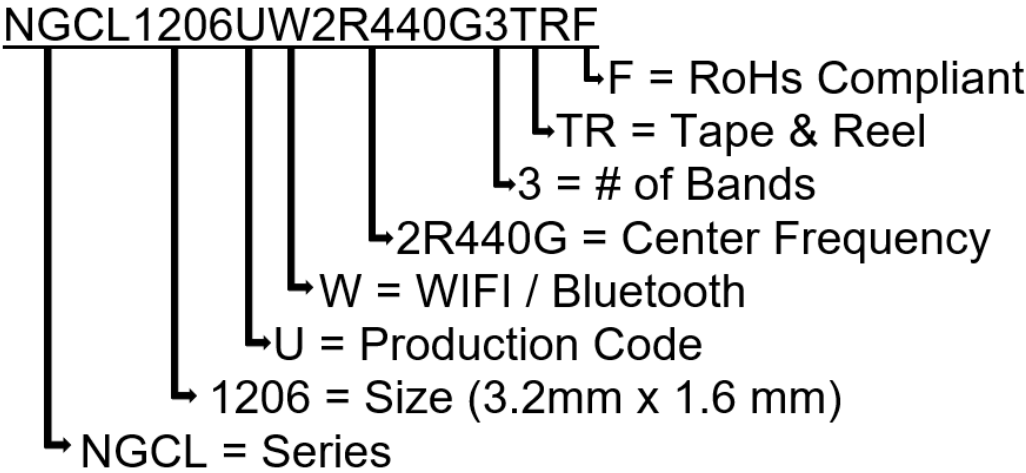 NGCL1206UW2R440G3TRF
F = RoHs Compliant
TR = Tape & Reel
3 = # of Bands
2R440G = Center Frequency
W = WIFI / Bluetooth
U = Production Code
1206 = Size (3.2mm x 1.6 mm)
NGCL = Series